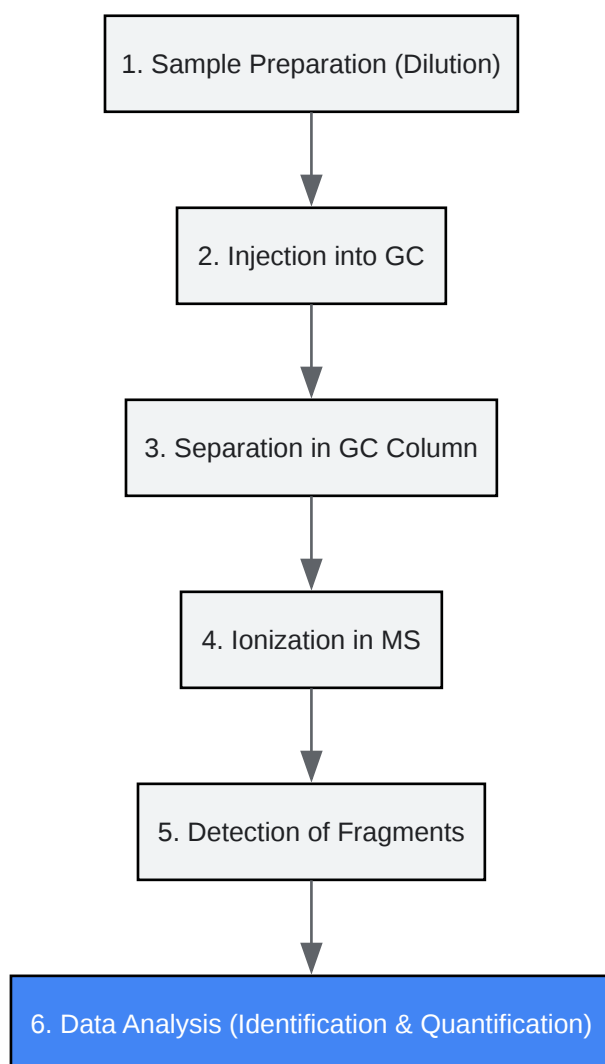 1. Sample Preparation (Dilution)
2. Injection into GC
3. Separation in GC Column
4. Ionization in MS
5. Detection of Fragments
6. Data Analysis (Identification & Quantification)